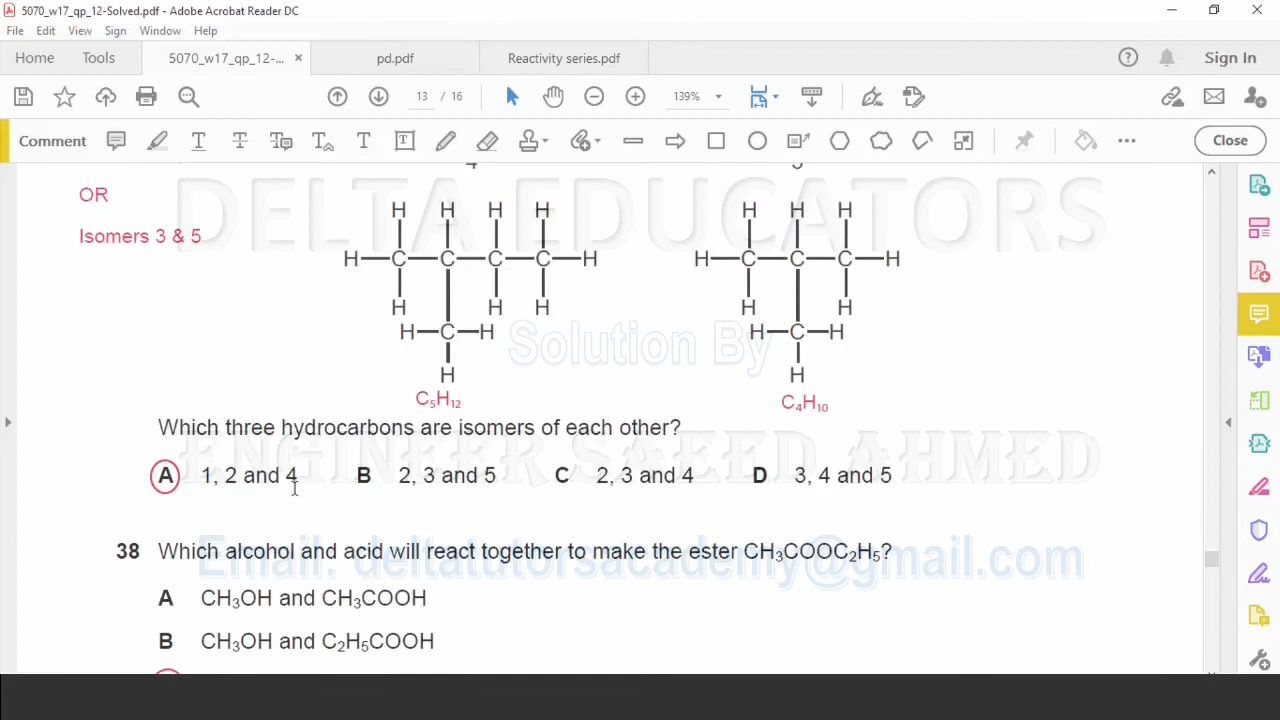 5070_w17_qp_12-Solved.pdf - Adobe Acrobat Reader DC
File Edit View Sign Window Help
Home Tools 5070_w17_qp_12-... × pd.pdf Reactivity series.pdf Sign In
13 / 16 139%
Comment Close
DELTA EDUCATORS
OR
Isomers 3 & 5
H H H H H H H
H C C C C H H C C C H
H H H H H
H C H H C H
H H
Solution By
C₅H₁₂ C₄H₁₀
Which three hydrocarbons are isomers of each other?
ENGINEER SAEED AHMED
A 1, 2 and 4 B 2, 3 and 5 C 2, 3 and 4 D 3, 4 and 5
38 Which alcohol and acid will react together to make the ester CH₃COOC₂H₅?
Email: deltatutorsacademy@gmail.com
A CH₃OH and CH₃COOH
B CH₃OH and C₂H₅COOH